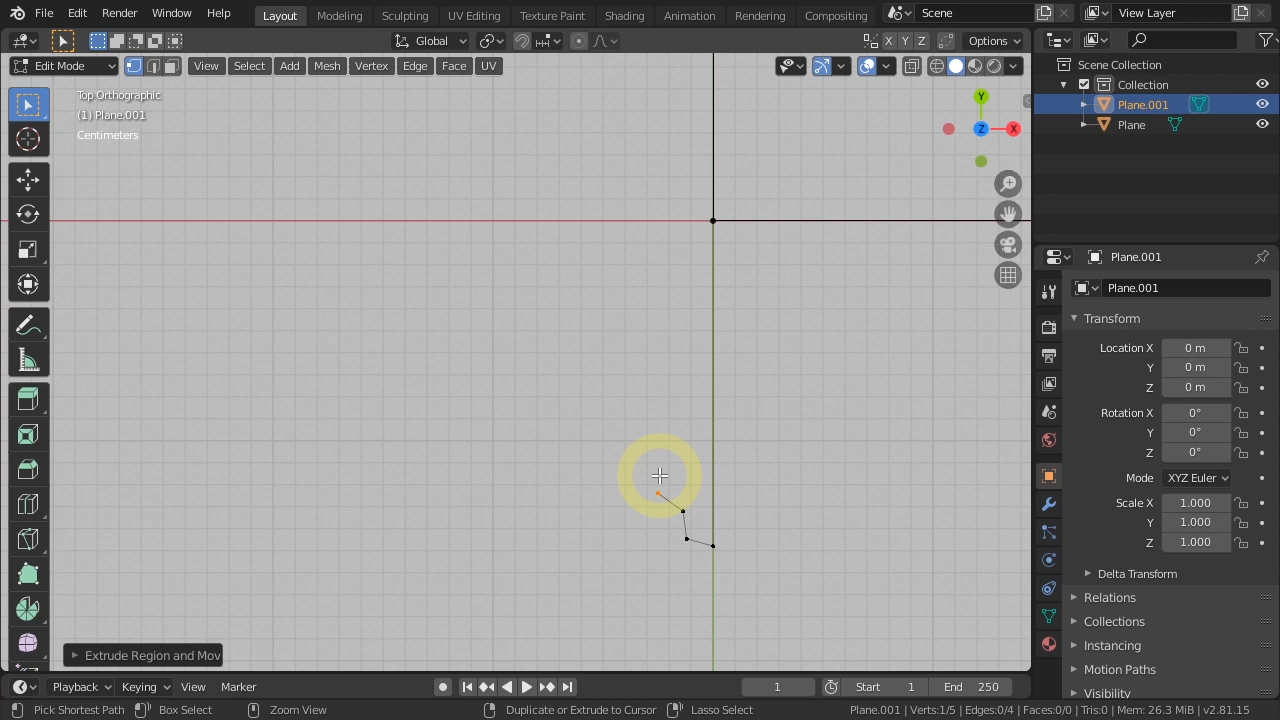 File Edit Render Window Help Layout Modeling Sculpting UV Editing Texture Paint Shading Animation Rendering Compositing Scene View Layer
Global X Y Z Options
Edit Mode View Select Add Mesh Vertex Edge Face UV
Top Orthographic
(1) Plane.001
Centimeters
Y
Z X
Scene Collection
Collection
Plane.001
Plane
Plane.001
Plane.001
Transform
Location X 0 m
Y 0 m
Z 0 m
Rotation X 0°
Y 0°
Z 0°
Mode XYZ Euler
Scale X 1.000
Y 1.000
Z 1.000
Delta Transform
Relations
Collections
Instancing
Motion Paths
Visibility
Extrude Region and Mov
Playback Keying View Marker 1 Start 1 End 250
Pick Shortest Path Box Select Zoom View Duplicate or Extrude to Cursor Lasso Select Plane.001 | Verts:1/5 | Edges:0/4 | Faces:0/0 | Tris:0 | Mem: 26.3 MiB | v2.81.15